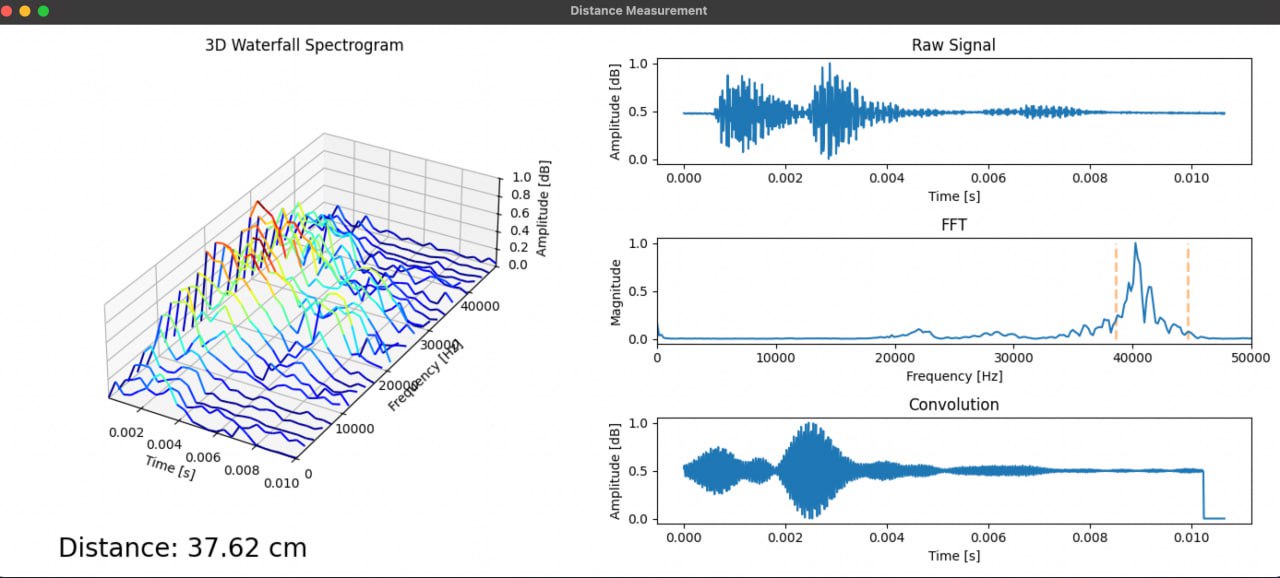 Distance Measurement
3D Waterfall Spectrogram
1.0
0.8
0.6
0.4
0.2
0.0
Amplitude [dB]
0.002
0.004
0.006
0.008
0.010
Time [s]
0
10000
20000
30000
40000
Frequency [Hz]
Distance: 37.62 cm
Raw Signal
1.0
0.5
0.0
Amplitude [dB]
0.000 0.002 0.004 0.006 0.008 0.010
Time [s]
FFT
1.0
0.5
0.0
Magnitude
0 10000 20000 30000 40000 50000
Frequency [Hz]
Convolution
1.0
0.5
0.0
Amplitude [dB]
0.000 0.002 0.004 0.006 0.008 0.010
Time [s]